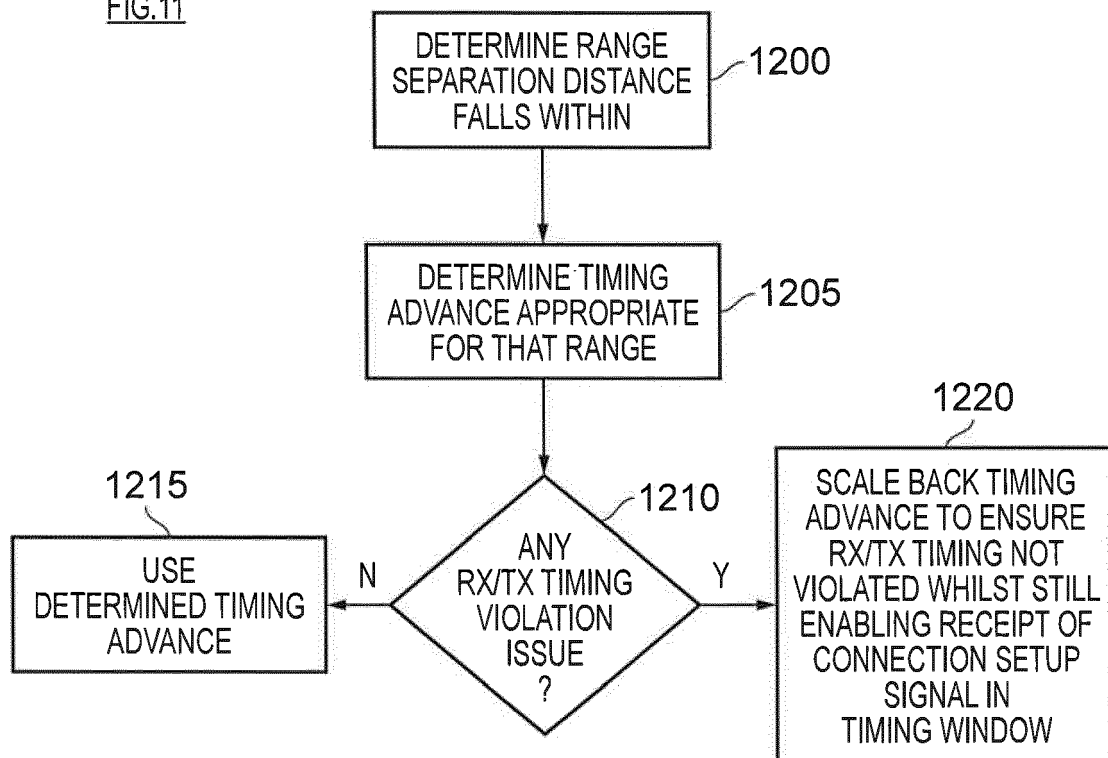 FIG.11
DETERMINE RANGE
SEPARATION DISTANCE
FALLS WITHIN
1200
DETERMINE TIMING
ADVANCE APPROPRIATE
FOR THAT RANGE
1205
1210
ANY
RX/TX TIMING
VIOLATION
ISSUE
?
N
Y
1215
USE
DETERMINED TIMING
ADVANCE
1220
SCALE BACK TIMING
ADVANCE TO ENSURE
RX/TX TIMING NOT
VIOLATED WHILST STILL
ENABLING RECEIPT OF
CONNECTION SETUP
SIGNAL IN
TIMING WINDOW